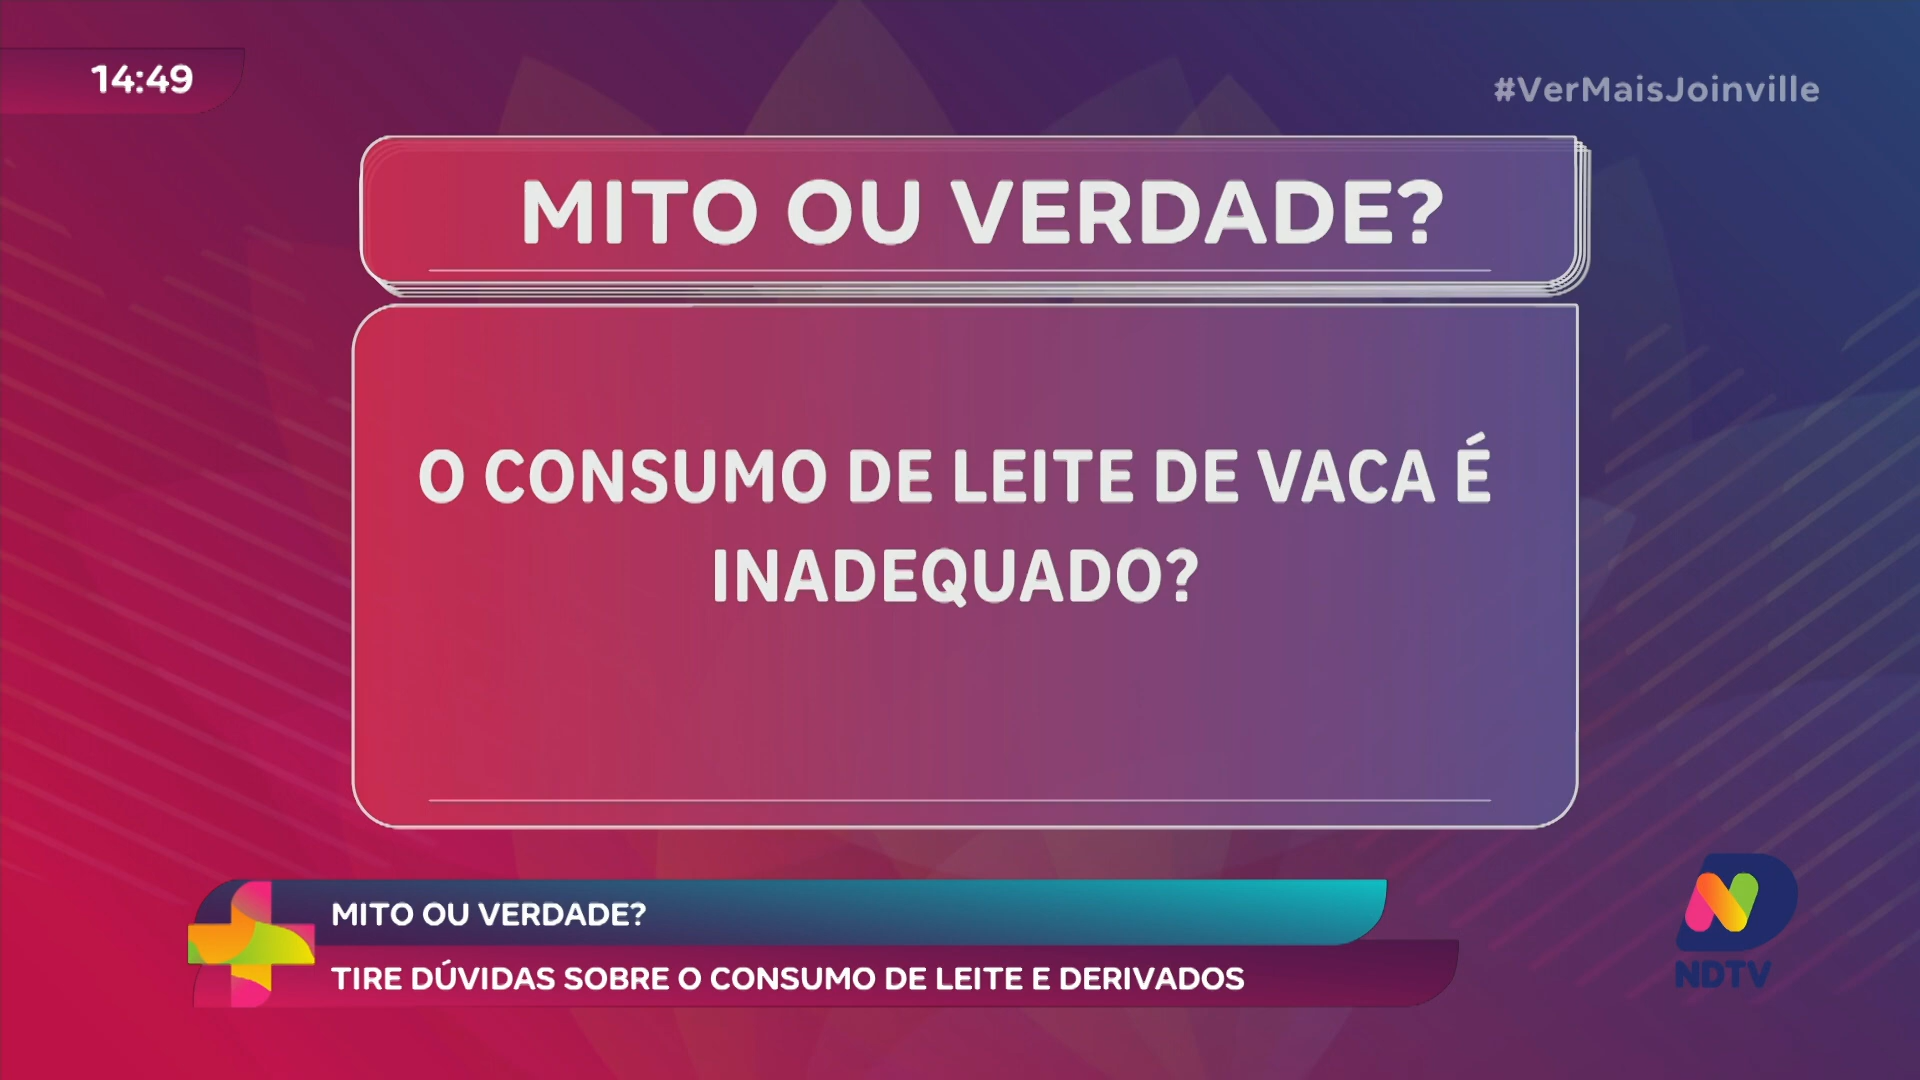 14:49
#VerMaisJoinville
MITO OU VERDADE?
O CONSUMO DE LEITE DE VACA É
INADEQUADO?
MITO OU VERDADE?
TIRE DÚVIDAS SOBRE O CONSUMO DE LEITE E DERIVADOS
NDTV